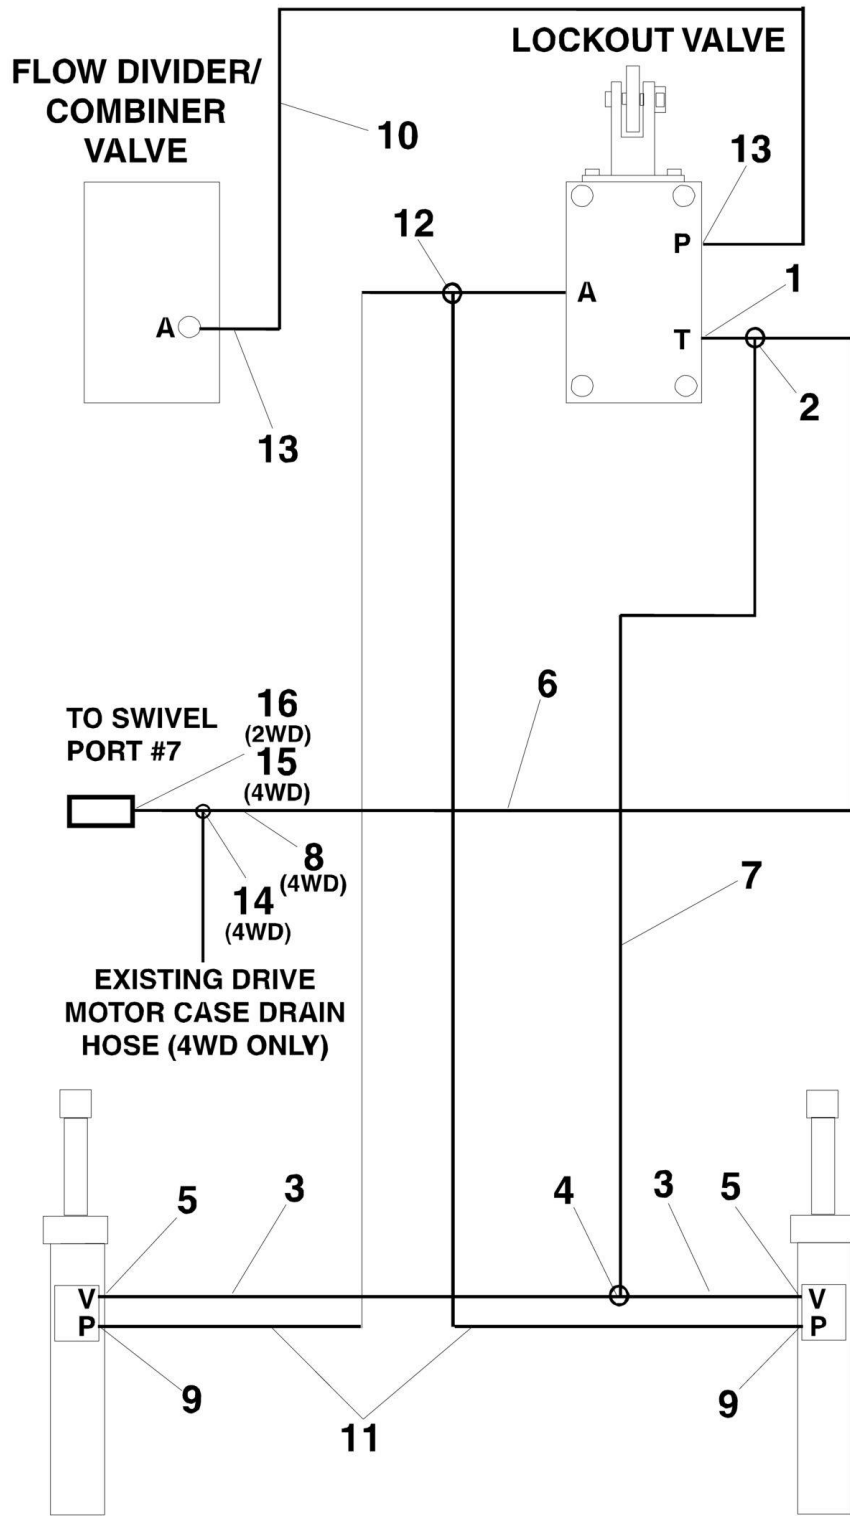 LOCKOUT VALVE
FLOW DIVIDER/
COMBINER
VALVE
10
13
12
P
1
A
A
T
2
13
6
16
TO SWIVEL
(2WD)
PORT #7
15
(4WD)
8
(4WD)
7
14
(4WD)
EXISTING DRIVE
MOTOR CASE DRAIN
HOSE (4WD ONLY)
5
3
4
3
5
V
V
P
P
9
9
11